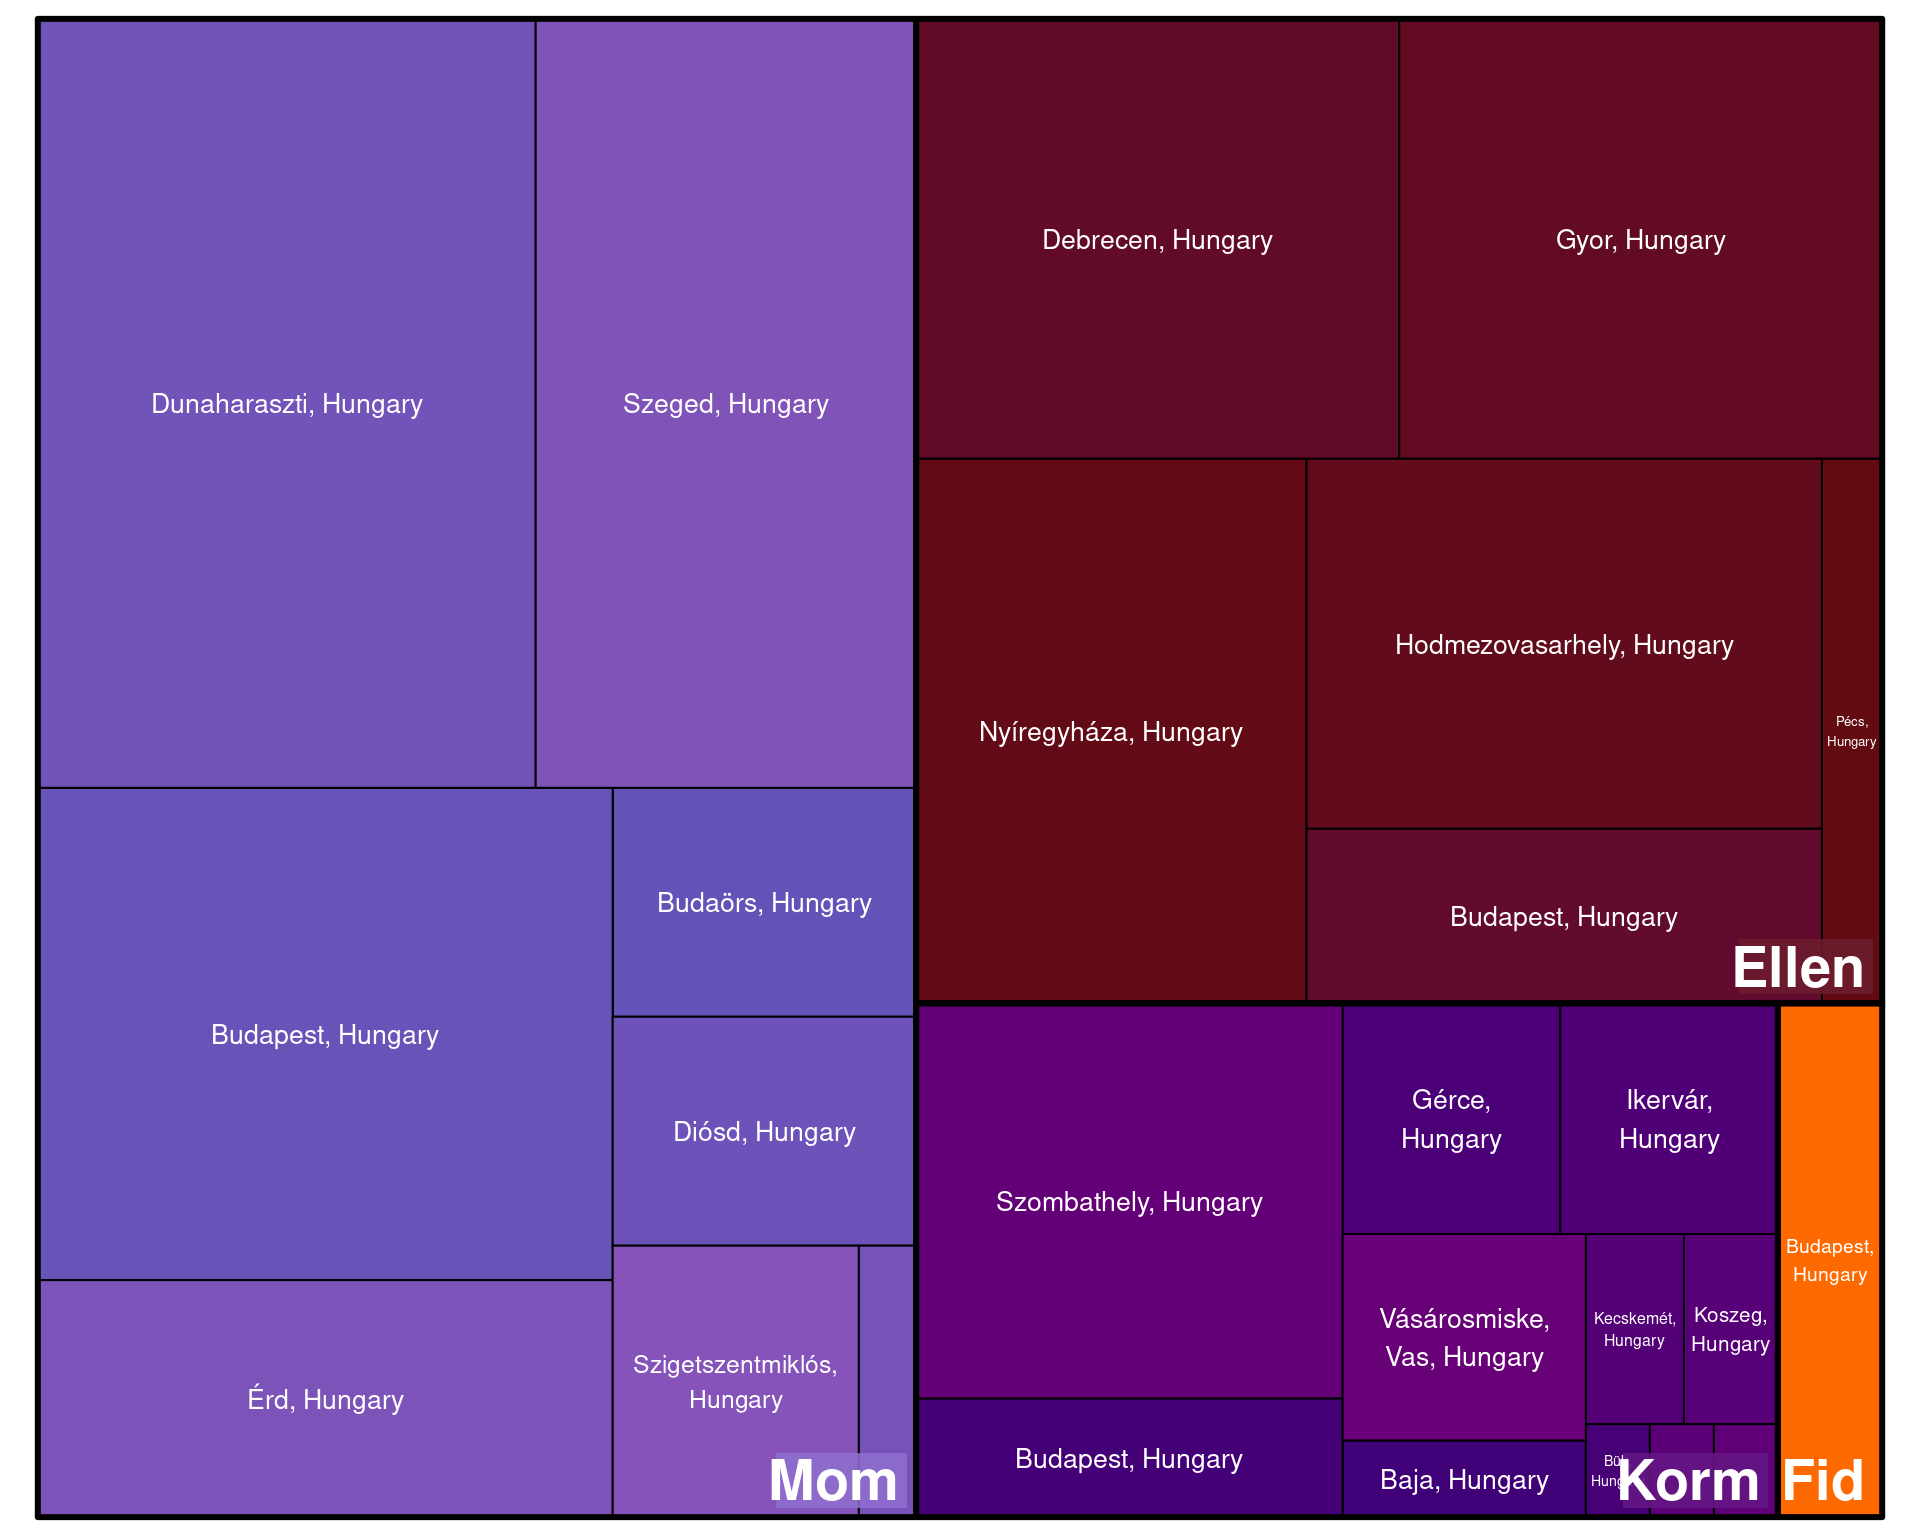 Dunaharaszti, Hungary
Szeged, Hungary
Budapest, Hungary
Budaörs, Hungary
Diósd, Hungary
Érd, Hungary
Szigetszentmiklós,
Hungary
Mom
Debrecen, Hungary
Gyor, Hungary
Nyíregyháza, Hungary
Hodmezovasarhely, Hungary
Pécs,
Hungary
Budapest, Hungary
Ellen
Szombathely, Hungary
Gérce,
Hungary
Ikervár,
Hungary
Vásárosmiske,
Vas, Hungary
Kecskemét,
Hungary
Koszeg,
Hungary
Budapest, Hungary
Baja, Hungary
Korm
Budapest,
Hungary
Fid